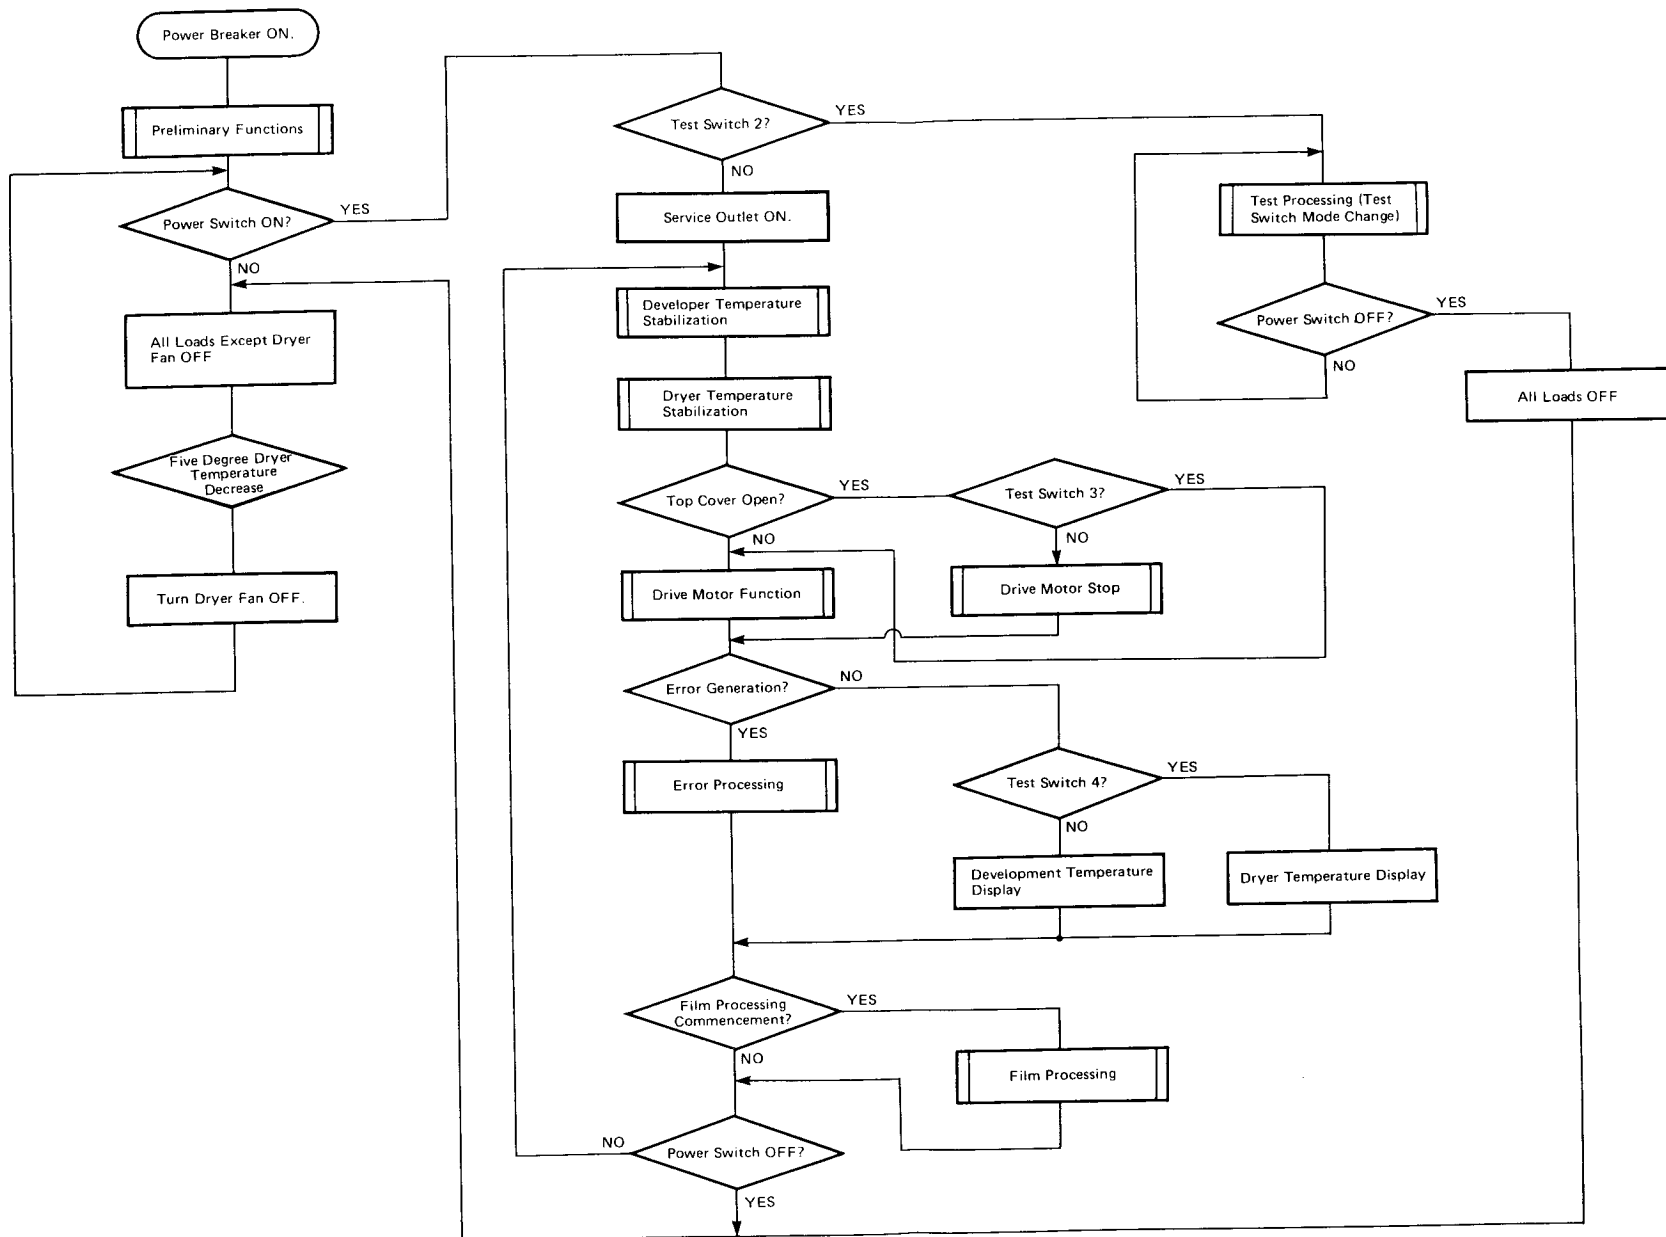 Power Breaker ON.
Preliminary Functions
Power Switch ON?
YES
NO
All Loads Except Dryer
Fan OFF
Five Degree Dryer
Temperature
Decrease
Turn Dryer Fan OFF.
Test Switch 2?
YES
NO
Service Outlet ON.
Developer Temperature
Stabilization
Dryer Temperature
Stabilization
Top Cover Open?
YES
NO
Test Switch 3?
YES
NO
Drive Motor Function
Drive Motor Stop
Error Generation?
NO
YES
Error Processing
Test Switch 4?
YES
NO
Development Temperature
Display
Dryer Temperature Display
Film Processing
Commencement?
YES
NO
Film Processing
Power Switch OFF?
NO
YES
Test Processing (Test
Switch Mode Change)
Power Switch OFF?
YES
NO
All Loads OFF